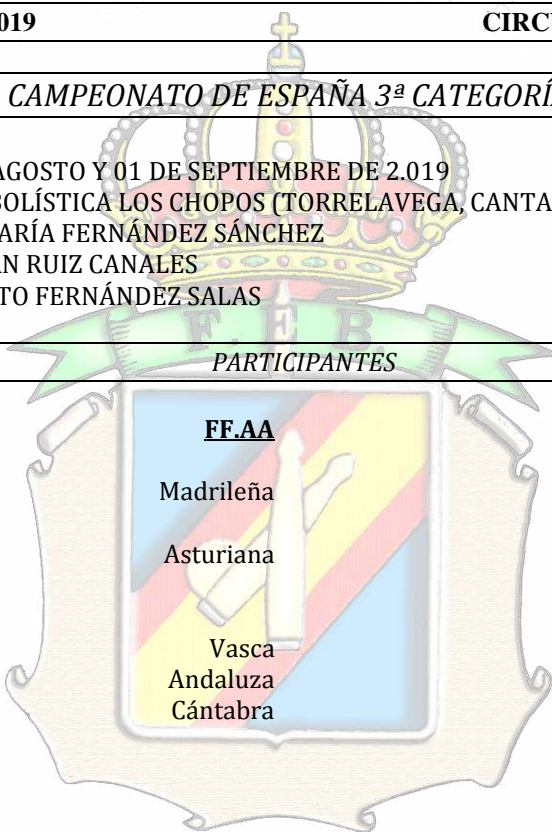 019 CIRC
CAMPEONATO DE ESPAÑA 3ª CATEGORÍ
AGOSTO Y 01 DE SEPTIEMBRE DE 2.019
BOLÍSTICA LOS CHOPOS (TORRELAVEGA, CANTA
ARÍA FERNÁNDEZ SÁNCHEZ
ÁN RUIZ CANALES
TO FERNÁNDEZ SALAS
F. E. B.
PARTICIPANTES
FF.AA
Madrileña
Asturiana
Vasca
Andaluza
Cántabra